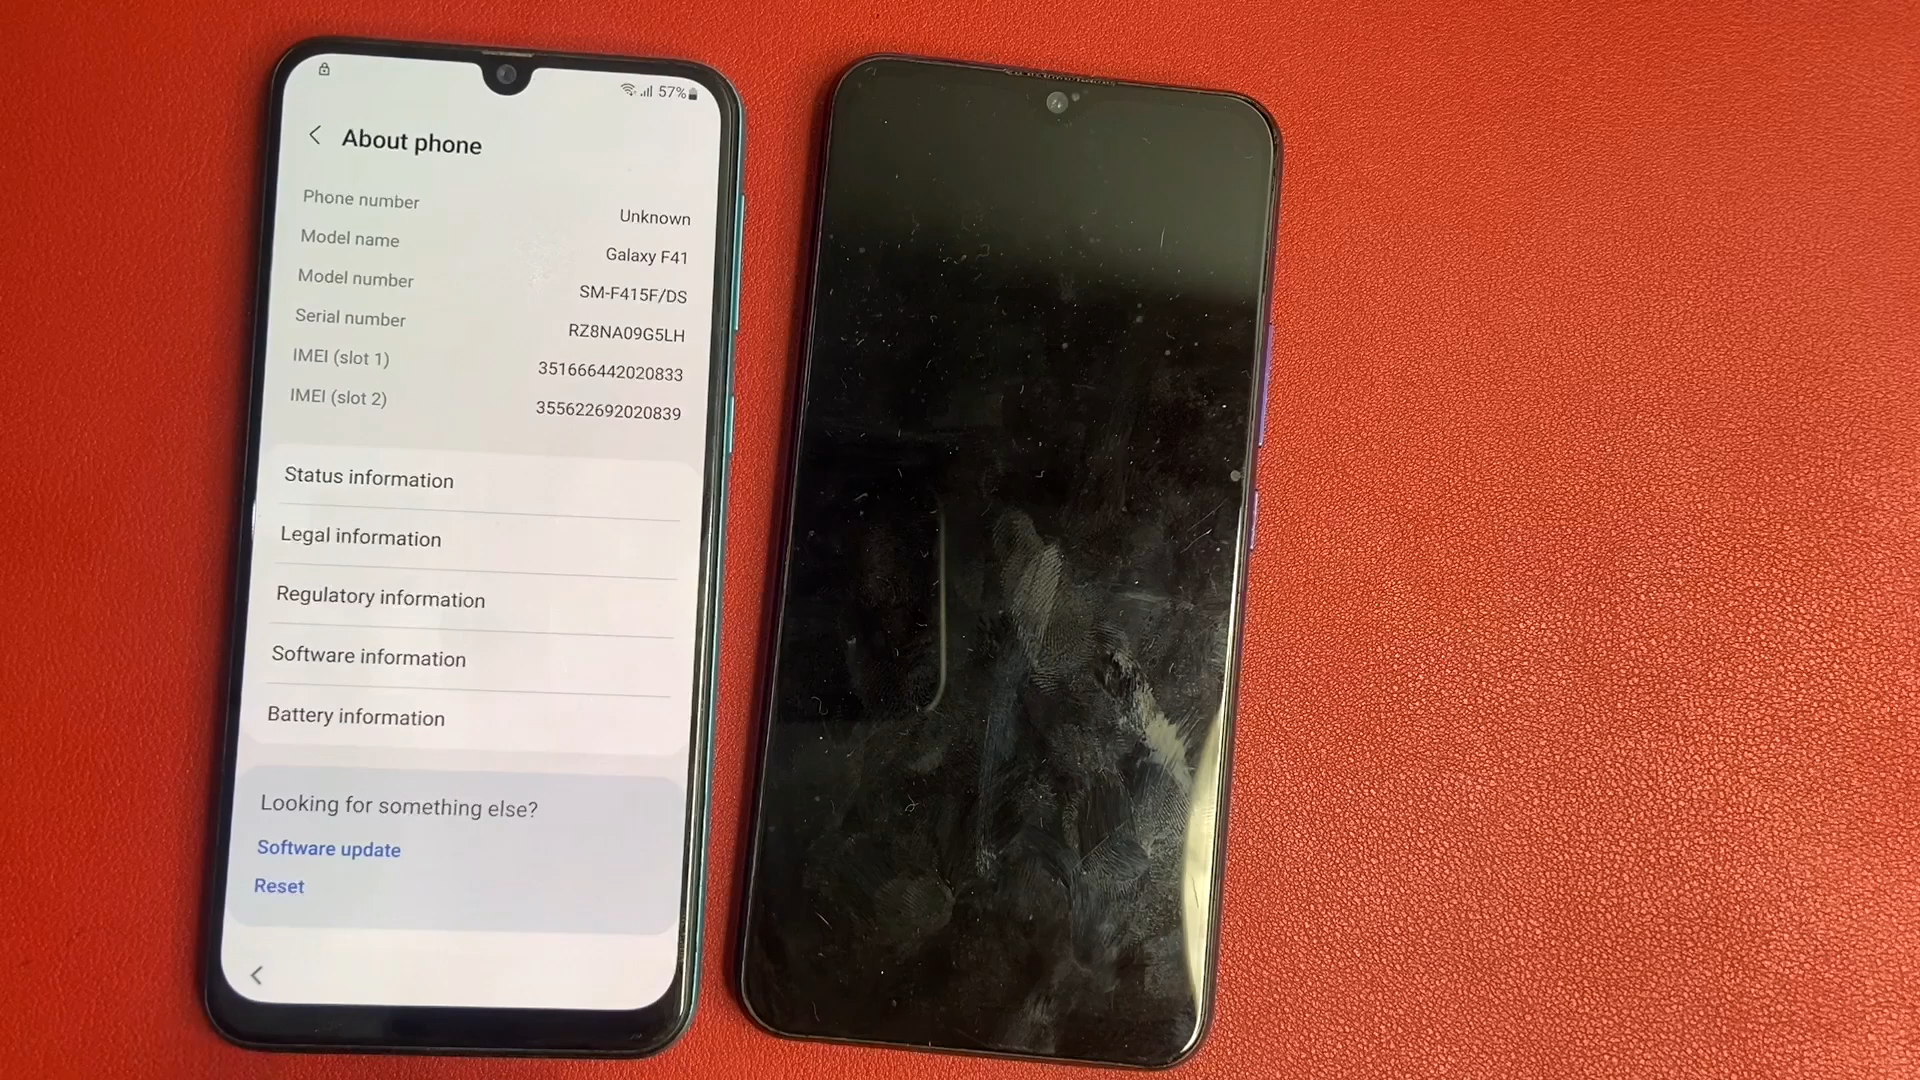 57%
About phone
Phone number Unknown
Model name Galaxy F41
Model number SM-F415F/DS
Serial number RZ8NA09G5LH
IMEI (slot 1) 351666442020833
IMEI (slot 2) 355622692020839
Status information
Legal information
Regulatory information
Software information
Battery information
Looking for something else?
Software update
Reset